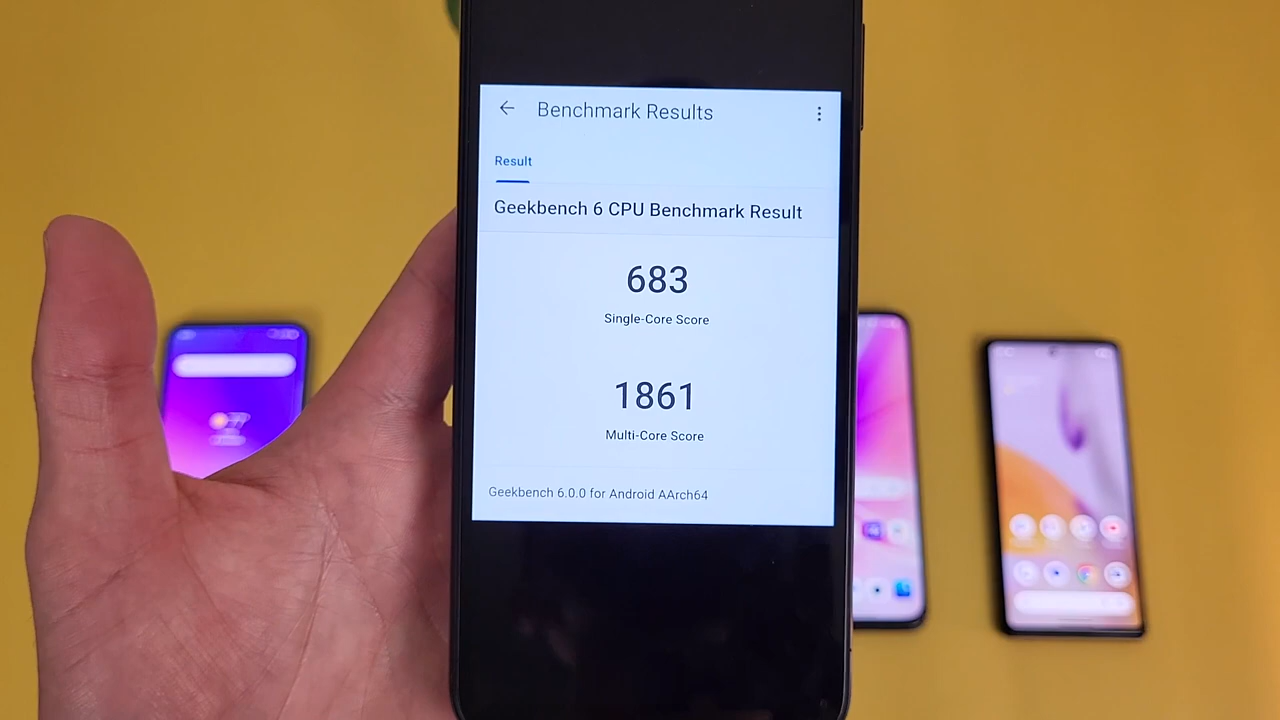 Benchmark Results
Result
Geekbench 6 CPU Benchmark Result
683
Single-Core Score
1861
Multi-Core Score
Geekbench 6.0.0 for Android AArch64